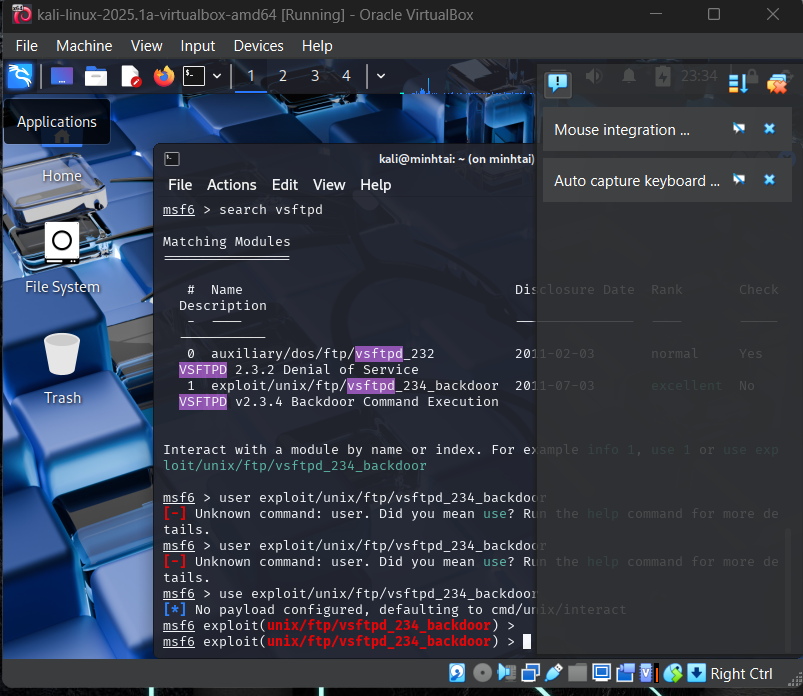 kali-linux-2025.1a-virtualbox-amd64 [Running] - Oracle VirtualBox
File Machine View Input Devices Help
1 2 3 4
23:34
Applications
Mouse integration ...
Auto capture keyboard ...
Home
File System
Trash
kali@minhtai: ~ (on minhtai)
File Actions Edit View Help
msf6 > search vsftpd
Matching Modules
================
# Name Disclosure Date Rank Check
Description
- ---- --------------- ---- -----
-----------
0 auxiliary/dos/ftp/vsftpd_232 2011-02-03 normal Yes
VSFTPD 2.3.2 Denial of Service
1 exploit/unix/ftp/vsftpd_234_backdoor 2011-07-03 excellent No
VSFTPD v2.3.4 Backdoor Command Execution
Interact with a module by name or index. For example info 1, use 1 or use exp
loit/unix/ftp/vsftpd_234_backdoor
msf6 > user exploit/unix/ftp/vsftpd_234_backdoor
[-] Unknown command: user. Did you mean use? Run the help command for more de
tails.
msf6 > user exploit/unix/ftp/vsftpd_234_backdoor
[-] Unknown command: user. Did you mean use? Run the help command for more de
tails.
msf6 > use exploit/unix/ftp/vsftpd_234_backdoor
[*] No payload configured, defaulting to cmd/unix/interact
msf6 exploit(unix/ftp/vsftpd_234_backdoor) >
msf6 exploit(unix/ftp/vsftpd_234_backdoor) >
Right Ctrl